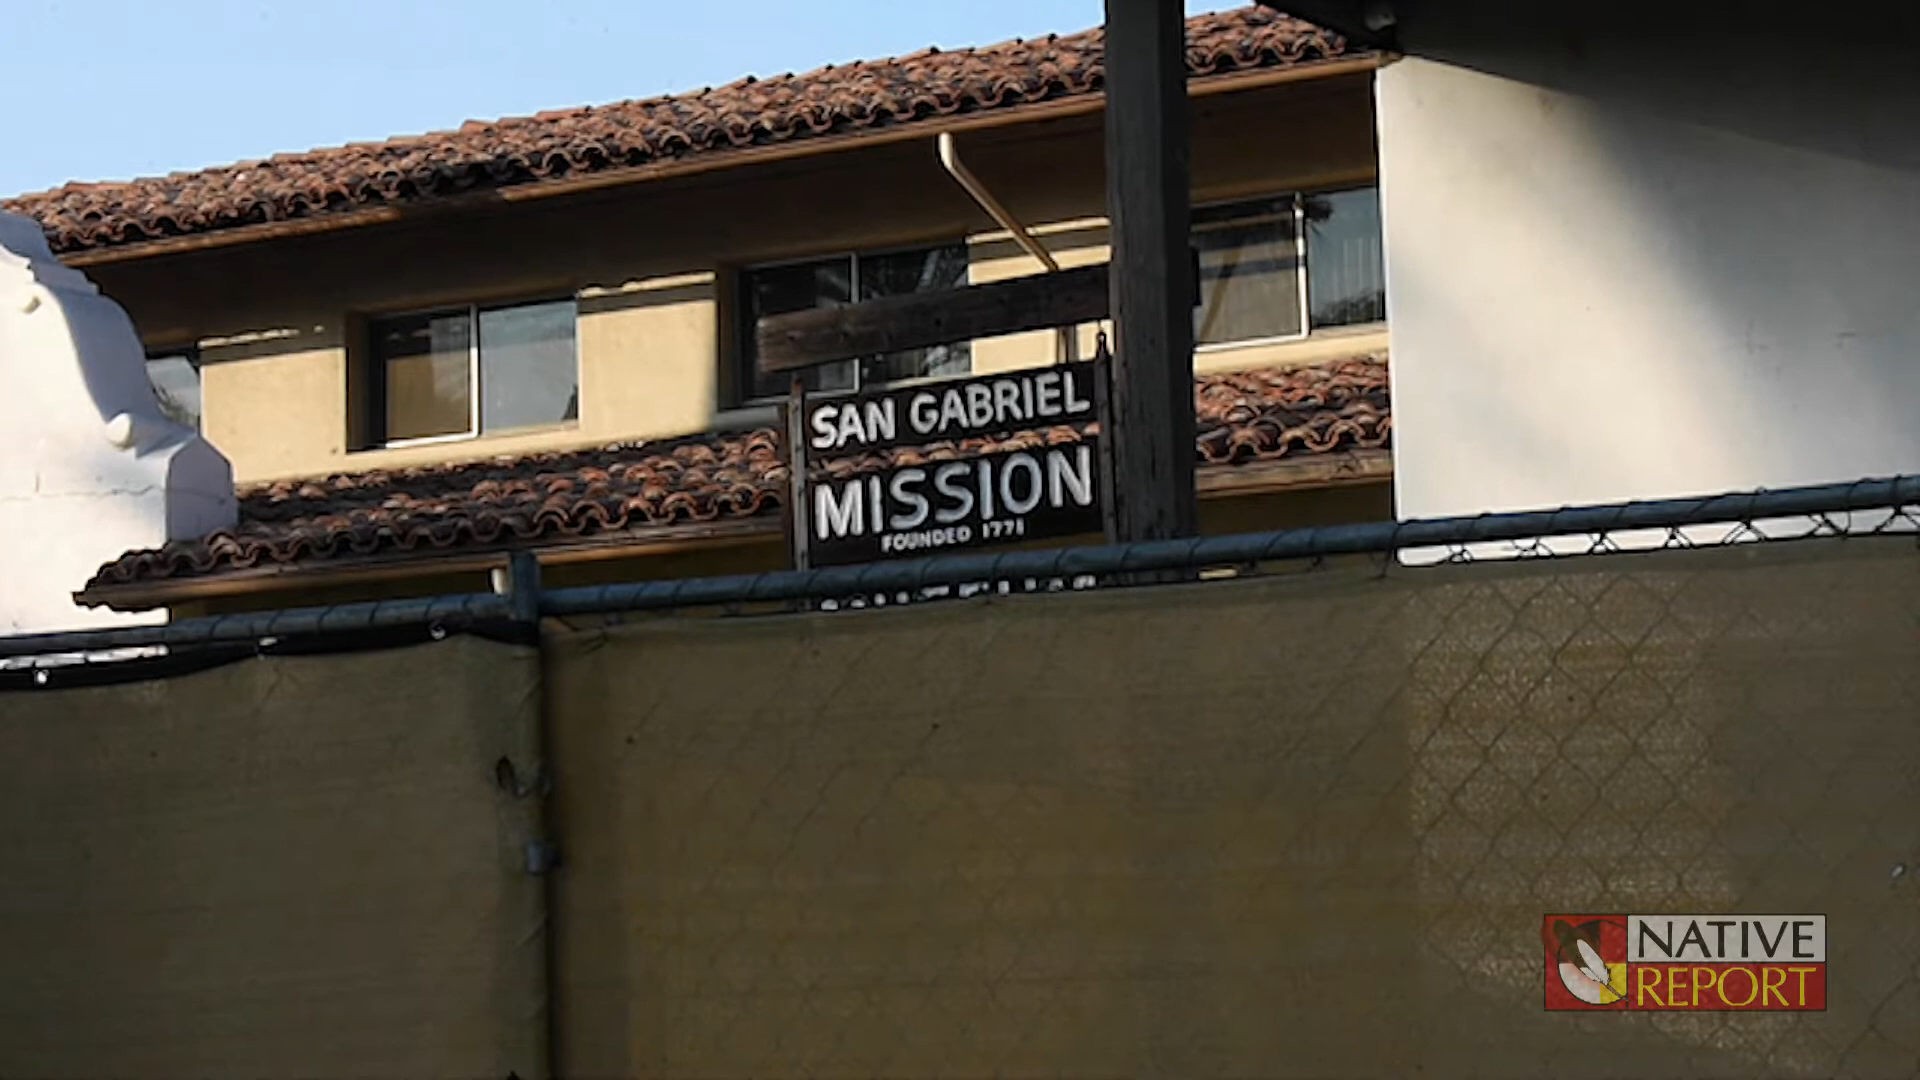 SAN GABRIEL
MISSION
FOUNDED 1771
NATIVE
REPORT